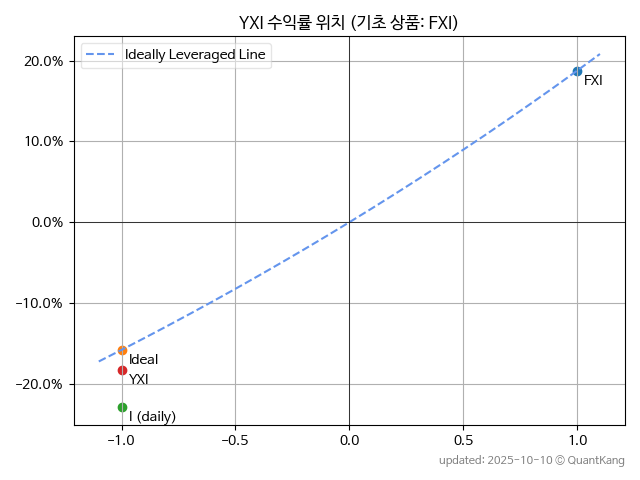 YXI 수익률 위치 (기초 상품: FXI)
Ideally Leveraged Line
20.0%
10.0%
0.0%
-10.0%
-20.0%
FXI
Ideal
YXI
I (daily)
-1.0
-0.5
0.0
0.5
1.0
updated: 2025-10-10 © QuantKang